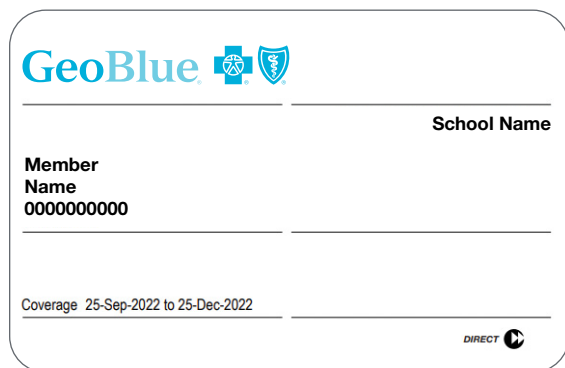 GeoBlue
School Name
Member
Name
0000000000
Coverage 25-Sep-2022 to 25-Dec-2022
DIRECT